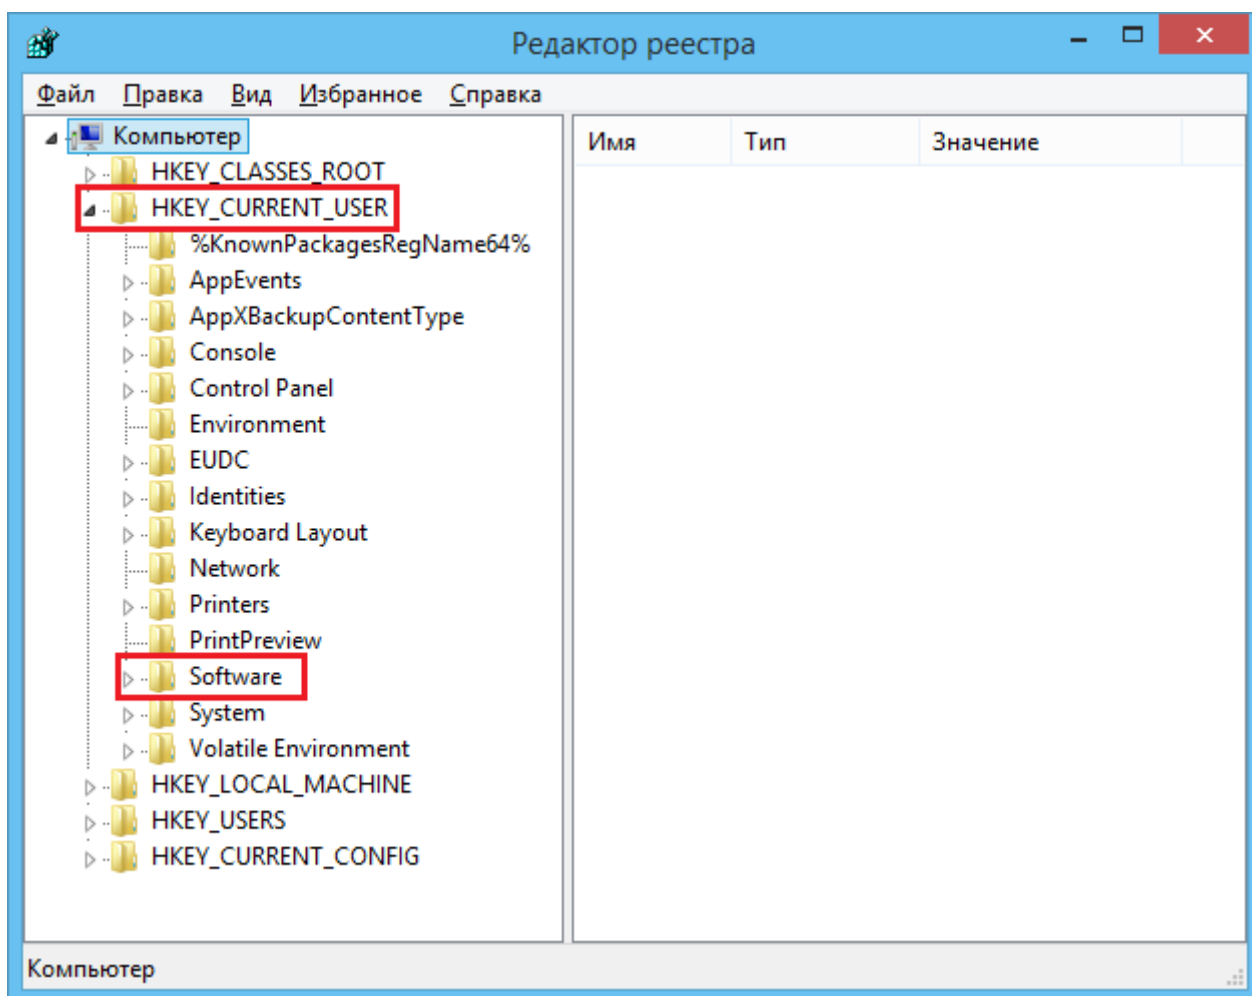 Редактор реестра
Файл Правка Вид Избранное Справка
Компьютер
HKEY_CLASSES_ROOT
HKEY_CURRENT_USER
%KnownPackagesRegName64%
AppEvents
AppXBackupContentType
Console
Control Panel
Environment
EUDC
Identities
Keyboard Layout
Network
Printers
PrintPreview
Software
System
Volatile Environment
HKEY_LOCAL_MACHINE
HKEY_USERS
HKEY_CURRENT_CONFIG
Имя Тип Значение
Компьютер